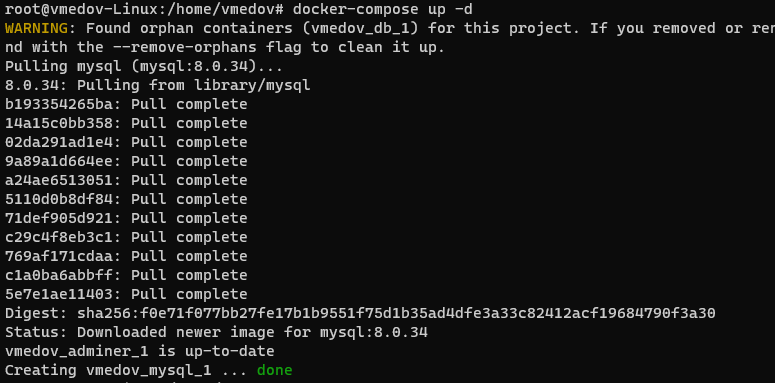 root@vmedov-Linux:/home/vmedov# docker-compose up -d
WARNING: Found orphan containers (vmedov_db_1) for this project. If you removed or ren
nd with the --remove-orphans flag to clean it up.
Pulling mysql (mysql:8.0.34)...
8.0.34: Pulling from library/mysql
b193354265ba: Pull complete
14a15c0bb358: Pull complete
02da291ad1e4: Pull complete
9a89a1d664ee: Pull complete
a24ae6513051: Pull complete
5110d0b8df84: Pull complete
71def905d921: Pull complete
c29c4f8eb3c1: Pull complete
769af171cdaa: Pull complete
c1a0ba6abbff: Pull complete
5e7e1ae11403: Pull complete
Digest: sha256:f0e71f077bb27fe17b1b9551f75d1b35ad4dfe3a33c82412acf19684790f3a30
Status: Downloaded newer image for mysql:8.0.34
vmedov_adminer_1 is up-to-date
Creating vmedov_mysql_1 ... done